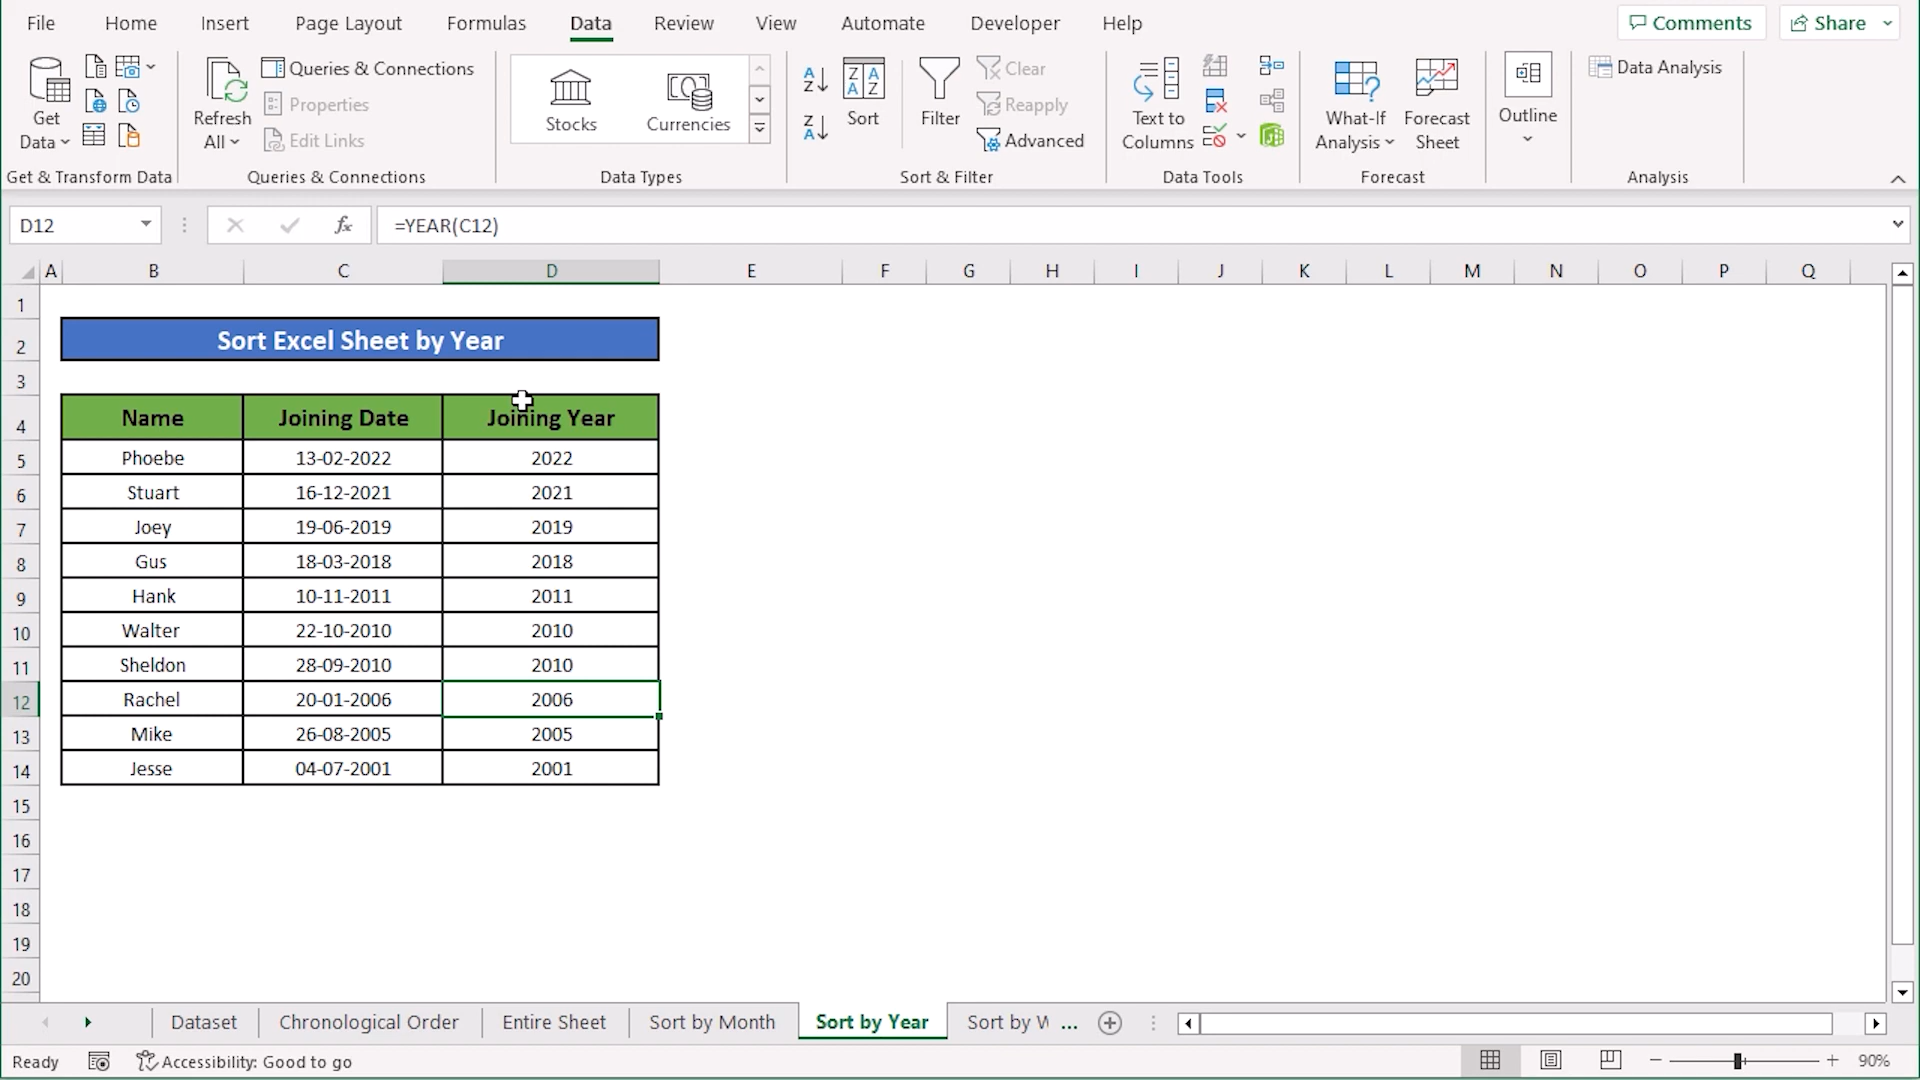 File Home Insert Page Layout Formulas Data Review View Automate Developer Help Comments Share
Get Data
Refresh All
Queries & Connections
Properties
Edit Links
Stocks
Currencies
Sort
Filter
Clear
Reapply
Advanced
Text to Columns
What-If Analysis
Forecast Sheet
Outline
Data Analysis
Get & Transform Data Queries & Connections Data Types Sort & Filter Data Tools Forecast Analysis
D12 fx =YEAR(C12)
A B C D E F G H I J K L M N O P Q
1
2 Sort Excel Sheet by Year
3
4 Name Joining Date Joining Year
5 Phoebe 13-02-2022 2022
6 Stuart 16-12-2021 2021
7 Joey 19-06-2019 2019
8 Gus 18-03-2018 2018
9 Hank 10-11-2011 2011
10 Walter 22-10-2010 2010
11 Sheldon 28-09-2010 2010
12 Rachel 20-01-2006 2006
13 Mike 26-08-2005 2005
14 Jesse 04-07-2001 2001
15
16
17
18
19
20
Dataset Chronological Order Entire Sheet Sort by Month Sort by Year Sort by W ...
Ready Accessibility: Good to go 90%